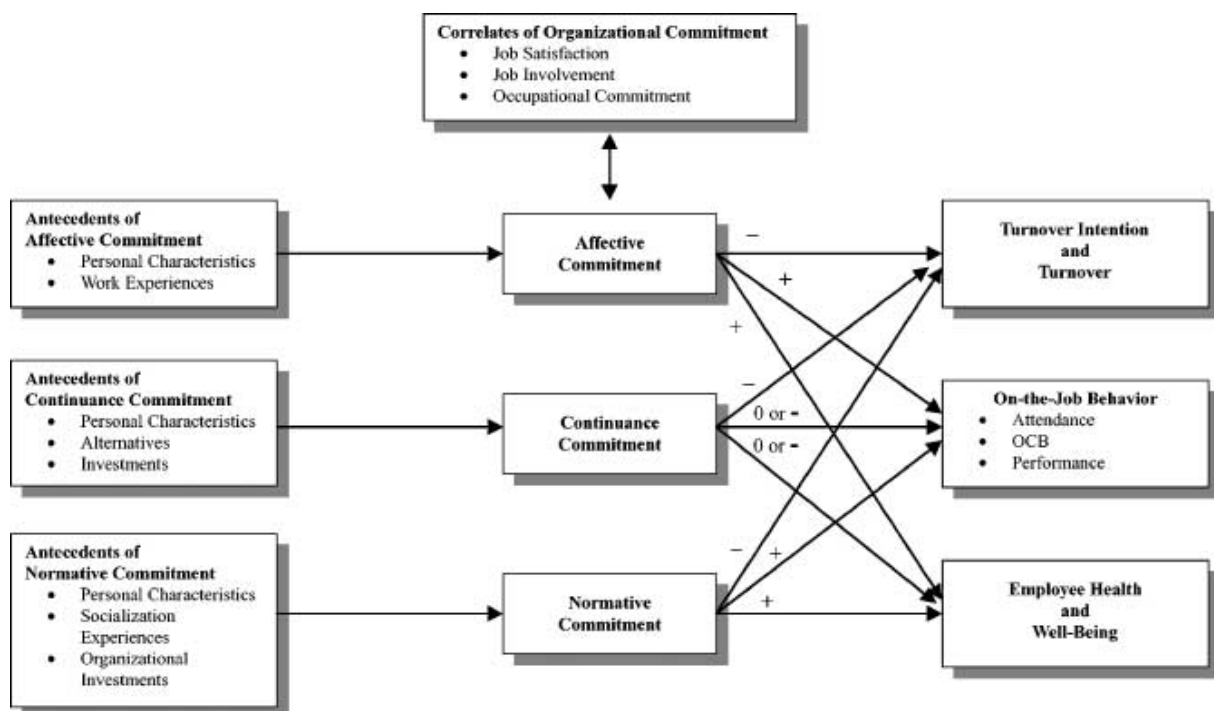 Correlates of Organizational Commitment
• Job Satisfaction
• Job Involvement
• Occupational Commitment
Antecedents of
Affective Commitment
• Personal Characteristics
• Work Experiences
Affective
Commitment
Turnover Intention
and
Turnover
−
+
+
Antecedents of
Continuance Commitment
• Personal Characteristics
• Alternatives
• Investments
Continuance
Commitment
−
0 or -
0 or -
On-the-Job Behavior
• Attendance
• OCB
• Performance
Antecedents of
Normative Commitment
• Personal Characteristics
• Socialization
Experiences
• Organizational
Investments
Normative
Commitment
−
+
+
Employee Health
and
Well-Being